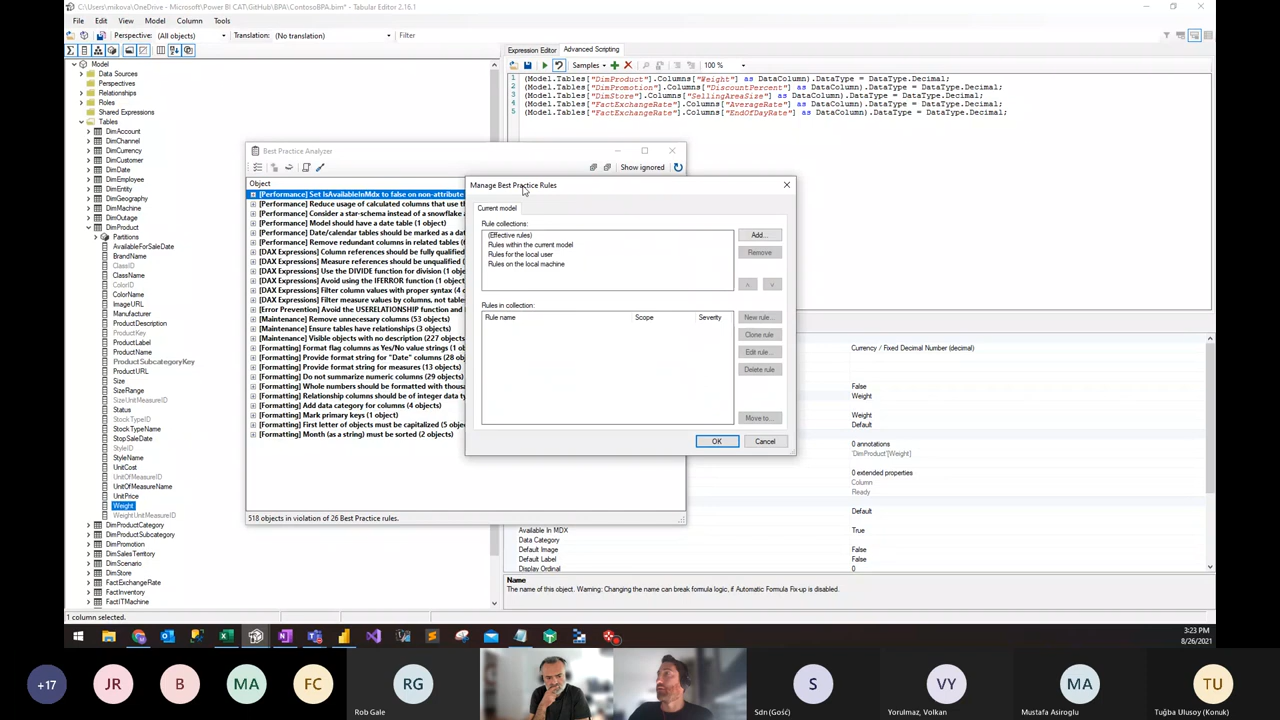 C:\Users\mikova\OneDrive - Microsoft\Power BI CAT\GitHub\BPA\ContosoBPA.bim* - Tabular Editor 2.16.1
File Edit View Model Column Tools
Perspective: (All objects) Translation: (No translation) Filter
Expression Editor Advanced Scripting
Samples 100 %
1 (Model.Tables["DimProduct"].Columns["Weight"] as DataColumn).DataType = DataType.Decimal;
2 (Model.Tables["DimPromotion"].Columns["DiscountPercent"] as DataColumn).DataType = DataType.Decimal;
3 (Model.Tables["DimStore"].Columns["SellingAreaSize"] as DataColumn).DataType = DataType.Decimal;
4 (Model.Tables["FactExchangeRate"].Columns["AverageRate"] as DataColumn).DataType = DataType.Decimal;
5 (Model.Tables["FactExchangeRate"].Columns["EndOfDayRate"] as DataColumn).DataType = DataType.Decimal;
Model
Data Sources
Perspectives
Relationships
Roles
Shared Expressions
Tables
DimAccount
DimChannel
DimCurrency
DimCustomer
DimDate
DimEmployee
DimEntity
DimGeography
DimMachine
DimOutage
DimProduct
Partitions
AvailableForSaleDate
BrandName
ClassID
ClassName
ColorID
ColorName
ImageURL
Manufacturer
ProductDescription
ProductKey
ProductLabel
ProductName
ProductSubcategoryKey
ProductURL
Size
SizeRange
SizeUnitMeasureID
Status
StockTypeID
StockTypeName
StopSaleDate
StyleID
StyleName
UnitCost
UnitOfMeasureID
UnitOfMeasureName
UnitPrice
Weight
WeightUnitMeasureID
DimProductCategory
DimProductSubcategory
DimPromotion
DimSalesTerritory
DimScenario
DimStore
FactExchangeRate
FactInventory
FactITMachine
1 column selected.
Best Practice Analyzer
Show ignored
Object
[Performance] Set IsAvailableInMdx to false on non-attribute
[Performance] Reduce usage of calculated columns that use t
[Performance] Consider a star-schema instead of a snowflake
[Performance] Model should have a date table (1 object)
[Performance] Date/calendar tables should be marked as a da
[Performance] Remove redundant columns in related tables (
[DAX Expressions] Column references should be fully qualified
[DAX Expressions] Measure references should be unqualified (
[DAX Expressions] Use the DIVIDE function for division (1 obje
[DAX Expressions] Avoid using the IFERROR function (1 object)
[DAX Expressions] Filter column values with proper syntax (4 o
[DAX Expressions] Filter measure values by columns, not table
[Error Prevention] Avoid the USERELATIONSHIP function and
[Maintenance] Remove unnecessary columns (53 objects)
[Maintenance] Ensure tables have relationships (3 objects)
[Maintenance] Visible objects with no description (227 objects
[Formatting] Format flag columns as Yes/No value strings (1 o
[Formatting] Provide format string for "Date" columns (28 ob
[Formatting] Provide format string for measures (13 objects)
[Formatting] Do not summarize numeric columns (29 objects)
[Formatting] Whole numbers should be formatted with thous
[Formatting] Relationship columns should be of integer data ty
[Formatting] Add data category for columns (4 objects)
[Formatting] Mark primary keys (1 object)
[Formatting] First letter of objects must be capitalized (5 obje
[Formatting] Month (as a string) must be sorted (2 objects)
518 objects in violation of 26 Best Practice rules.
Manage Best Practice Rules
Current model
Rule collections:
(Effective rules)
Rules within the current model
Rules for the local user
Rules on the local machine
Add...
Remove
Rules in collection:
Rule name Scope Severity
New rule...
Clone rule
Edit rule...
Delete rule
Move to...
OK Cancel
Currency / Fixed Decimal Number (decimal)
False
Weight
Weight
Default
0 annotations
'DimProduct'[Weight]
0 extended properties
Column
Ready
Default
Available In MDX True
Data Category
Default Image False
Default Label False
Display Ordinal 0
Name
The name of this object. Warning: Changing the name can break formula logic, if Automatic Formula Fix-up is disabled.
3:23 PM
8/26/2021
+17 JR B MA FC RG S VY MA TU
Rob Gale Sdn (Gość) Yorulmaz, Volkan Mustafa Asiroglu Tuğba Ulusoy (Konuk)